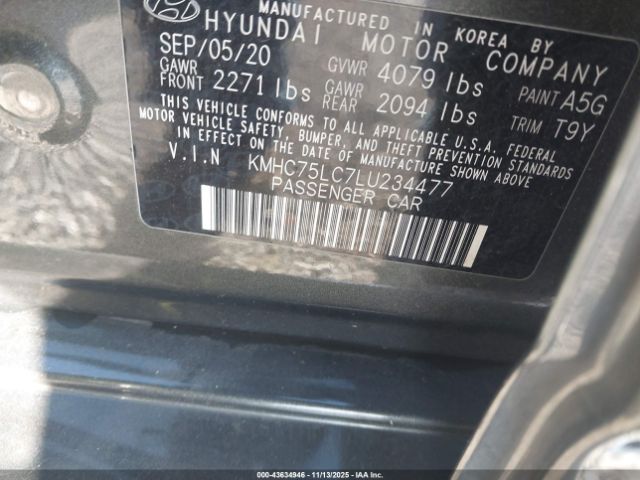 MANUFACTURED IN KOREA BY
HYUNDAI MOTOR COMPANY
SEP/05/20 GVWR 4079 lbs PAINT A5G
GAWR FRONT 2271 lbs GAWR REAR 2094 lbs TRIM T9Y
THIS VEHICLE CONFORMS TO ALL APPLICABLE U.S.A. FEDERAL
MOTOR VEHICLE SAFETY, BUMPER, AND THEFT PREVENTION STANDARDS
IN EFFECT ON THE DATE OF MANUFACTURE SHOWN ABOVE
V.I.N KMHC75LC7LU234477
PASSENGER CAR
000-43634946 - 11/13/2025 - IAA Inc.